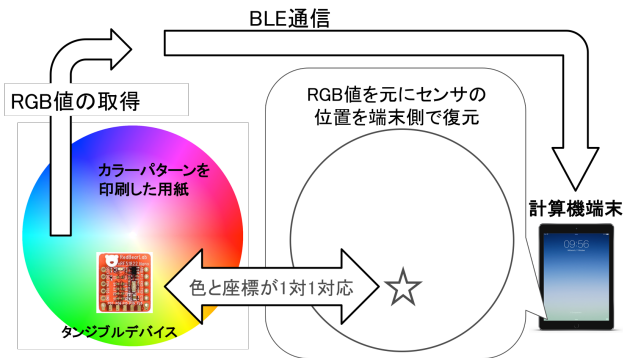 BLE通信
RGB値の取得
RGB値を元にセンサの
位置を端末側で復元
カラーパターンを
印刷した用紙
計算機端末
09:56
RedBearLab
色と座標が1対1対応
タンジブルデバイス